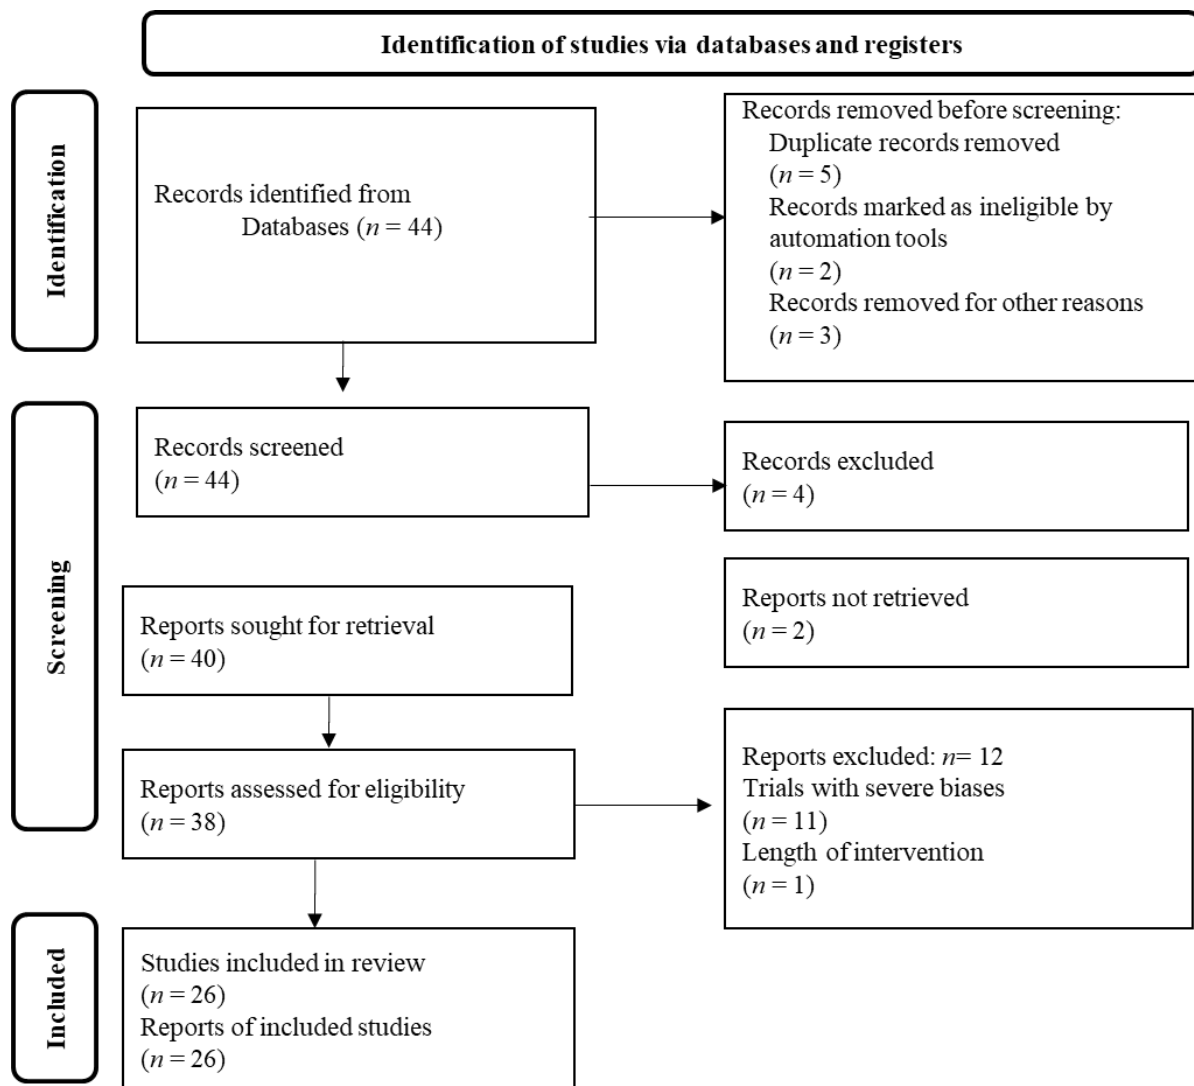 Identification of studies via databases and registers
Identification
Records identified from
Databases (n = 44)
Records removed before screening:
Duplicate records removed
(n = 5)
Records marked as ineligible by
automation tools
(n = 2)
Records removed for other reasons
(n = 3)
Screening
Records screened
(n = 44)
Records excluded
(n = 4)
Reports sought for retrieval
(n = 40)
Reports not retrieved
(n = 2)
Reports assessed for eligibility
(n = 38)
Reports excluded: n= 12
Trials with severe biases
(n = 11)
Length of intervention
(n = 1)
Included
Studies included in review
(n = 26)
Reports of included studies
(n = 26)